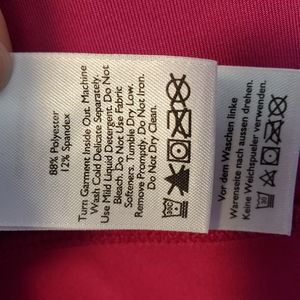 88% Polyester
12% Spandex
Turn Garment Inside Out. Machine
Wash Cold Delicate Separately.
Use Mild Liquid Detergent. Do Not
Bleach. Do Not Use Fabric
Softeners. Tumble Dry Low.
Remove Promptly. Do Not Iron.
Do Not Dry Clean.
30C
Vor dem Waschen linke
Warenseite nach aussen drehen.
Keine Weichspueler verwenden.
30